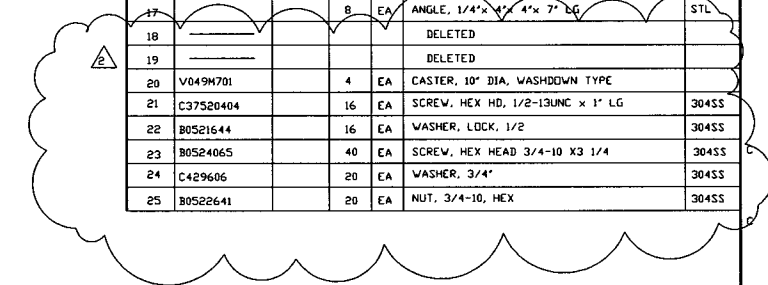 17 8 EA ANGLE, 1/4"x 4"x 4"x 7" LG STL
18 DELETED
19 DELETED
2
20 V049M701 4 EA CASTER, 10" DIA, WASHDOWN TYPE
21 C37520404 16 EA SCREW, HEX HD, 1/2-13UNC x 1" LG 304SS
22 B0521644 16 EA WASHER, LOCK, 1/2 304SS
23 B0524065 40 EA SCREW, HEX HEAD 3/4-10 X3 1/4 304SS
24 C429606 20 EA WASHER, 3/4" 304SS
25 B0522641 20 EA NUT, 3/4-10, HEX 304SS